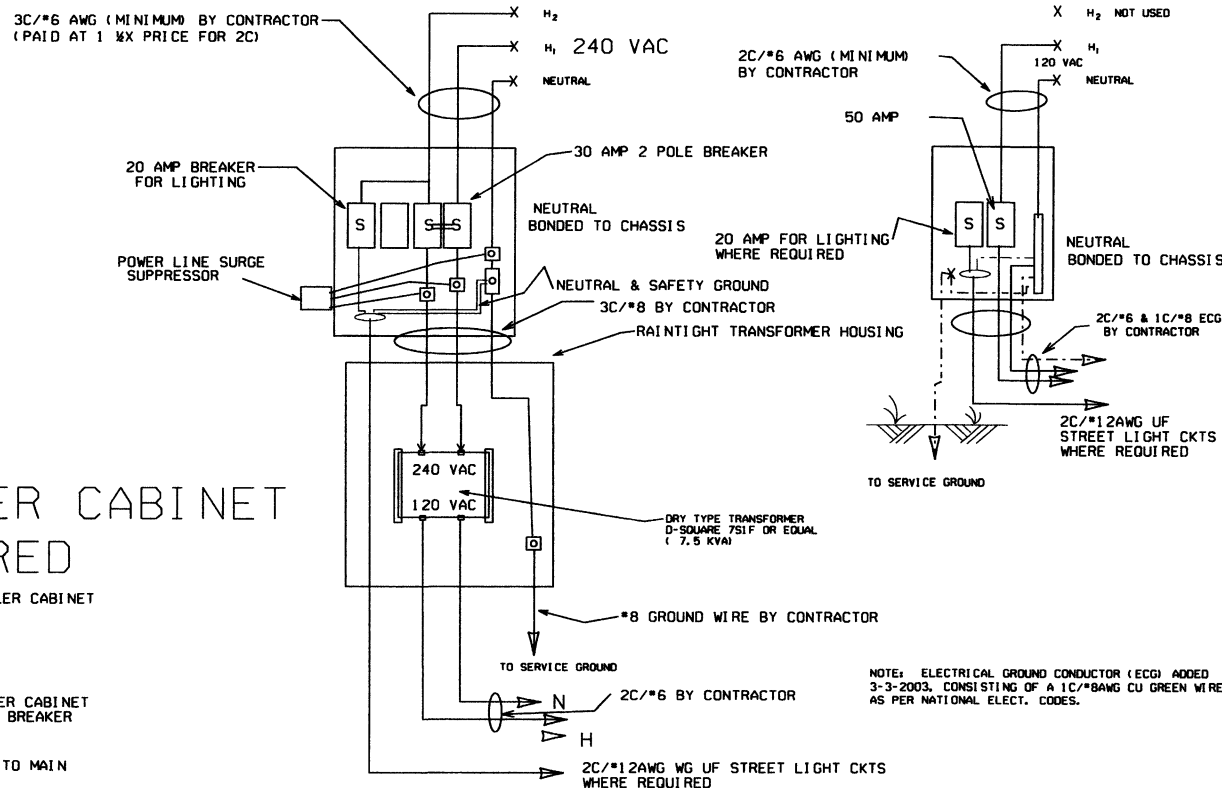 3C/#6 AWG (MINIMUM) BY CONTRACTOR
(PAID AT 1 ½X PRICE FOR 2C)
H₂
H₁ 240 VAC
NEUTRAL
20 AMP BREAKER
FOR LIGHTING
30 AMP 2 POLE BREAKER
S
S
S
NEUTRAL
BONDED TO CHASSIS
POWER LINE SURGE
SUPPRESSOR
NEUTRAL & SAFETY GROUND
3C/#8 BY CONTRACTOR
RAINTIGHT TRANSFORMER HOUSING
240 VAC
120 VAC
DRY TYPE TRANSFORMER
D-SQUARE 7S1F OR EQUAL
( 7.5 KVA)
#8 GROUND WIRE BY CONTRACTOR
TO SERVICE GROUND
2C/#6 BY CONTRACTOR
N
H
2C/#12AWG WG UF STREET LIGHT CKTS
WHERE REQUIRED
ER CABINET
RED
LER CABINET
ER CABINET
BREAKER
TO MAIN
H₂ NOT USED
H₁
120 VAC
NEUTRAL
2C/#6 AWG (MINIMUM)
BY CONTRACTOR
50 AMP
S
S
20 AMP FOR LIGHTING
WHERE REQUIRED
NEUTRAL
BONDED TO CHASSIS
2C/#6 & 1C/#8 ECG
BY CONTRACTOR
2C/#12AWG UF
STREET LIGHT CKTS
WHERE REQUIRED
TO SERVICE GROUND
NOTE: ELECTRICAL GROUND CONDUCTOR (ECG) ADDED
3-3-2003, CONSISTING OF A 1C/#8AWG CU GREEN WIRE
AS PER NATIONAL ELECT. CODES.